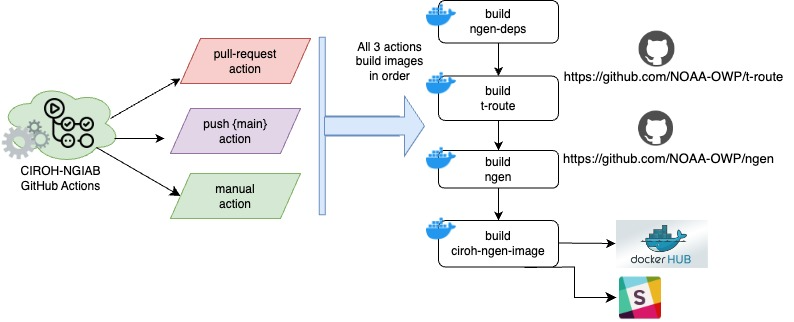 CIROH-NGIAB
GitHub Actions
pull-request
action
push {main}
action
manual
action
All 3 actions
build images
in order
build
ngen-deps
build
t-route
build
ngen
build
ciroh-ngen-image
https://github.com/NOAA-OWP/t-route
https://github.com/NOAA-OWP/ngen
docker HUB
S